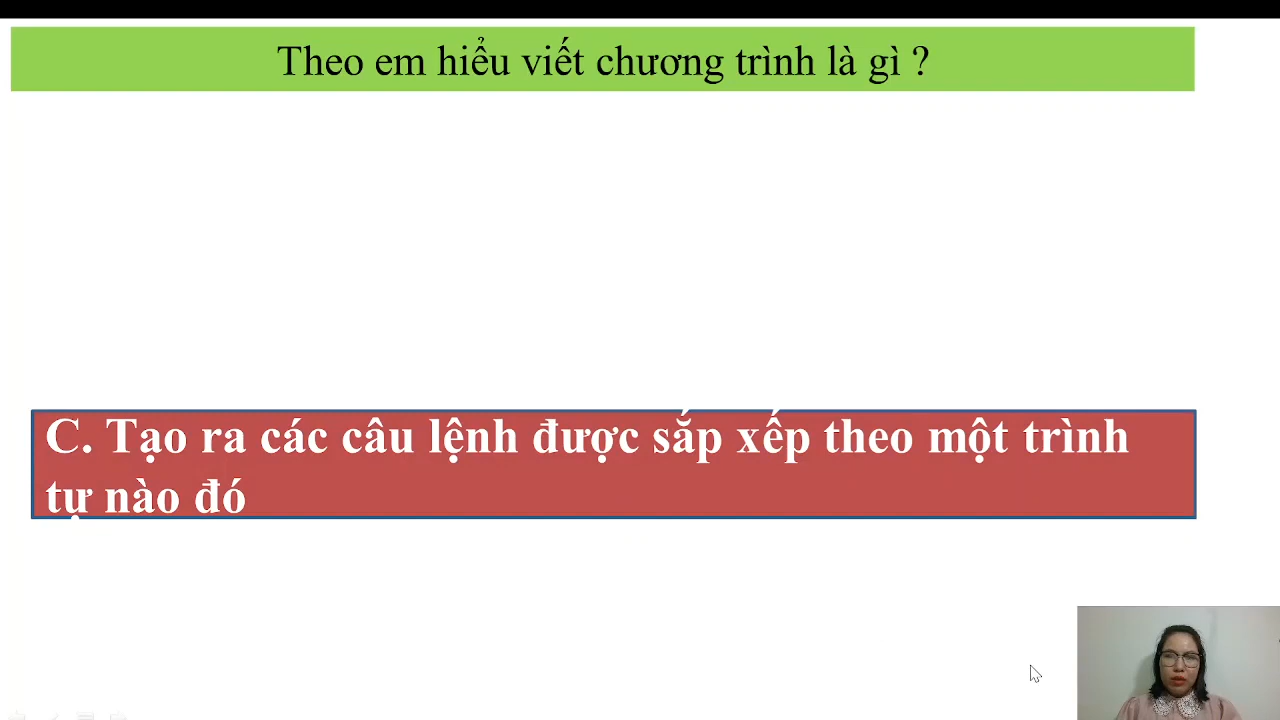 Theo em hiểu viết chương trình là gì ?
C. Tạo ra các câu lệnh được sắp xếp theo một trình
tự nào đó